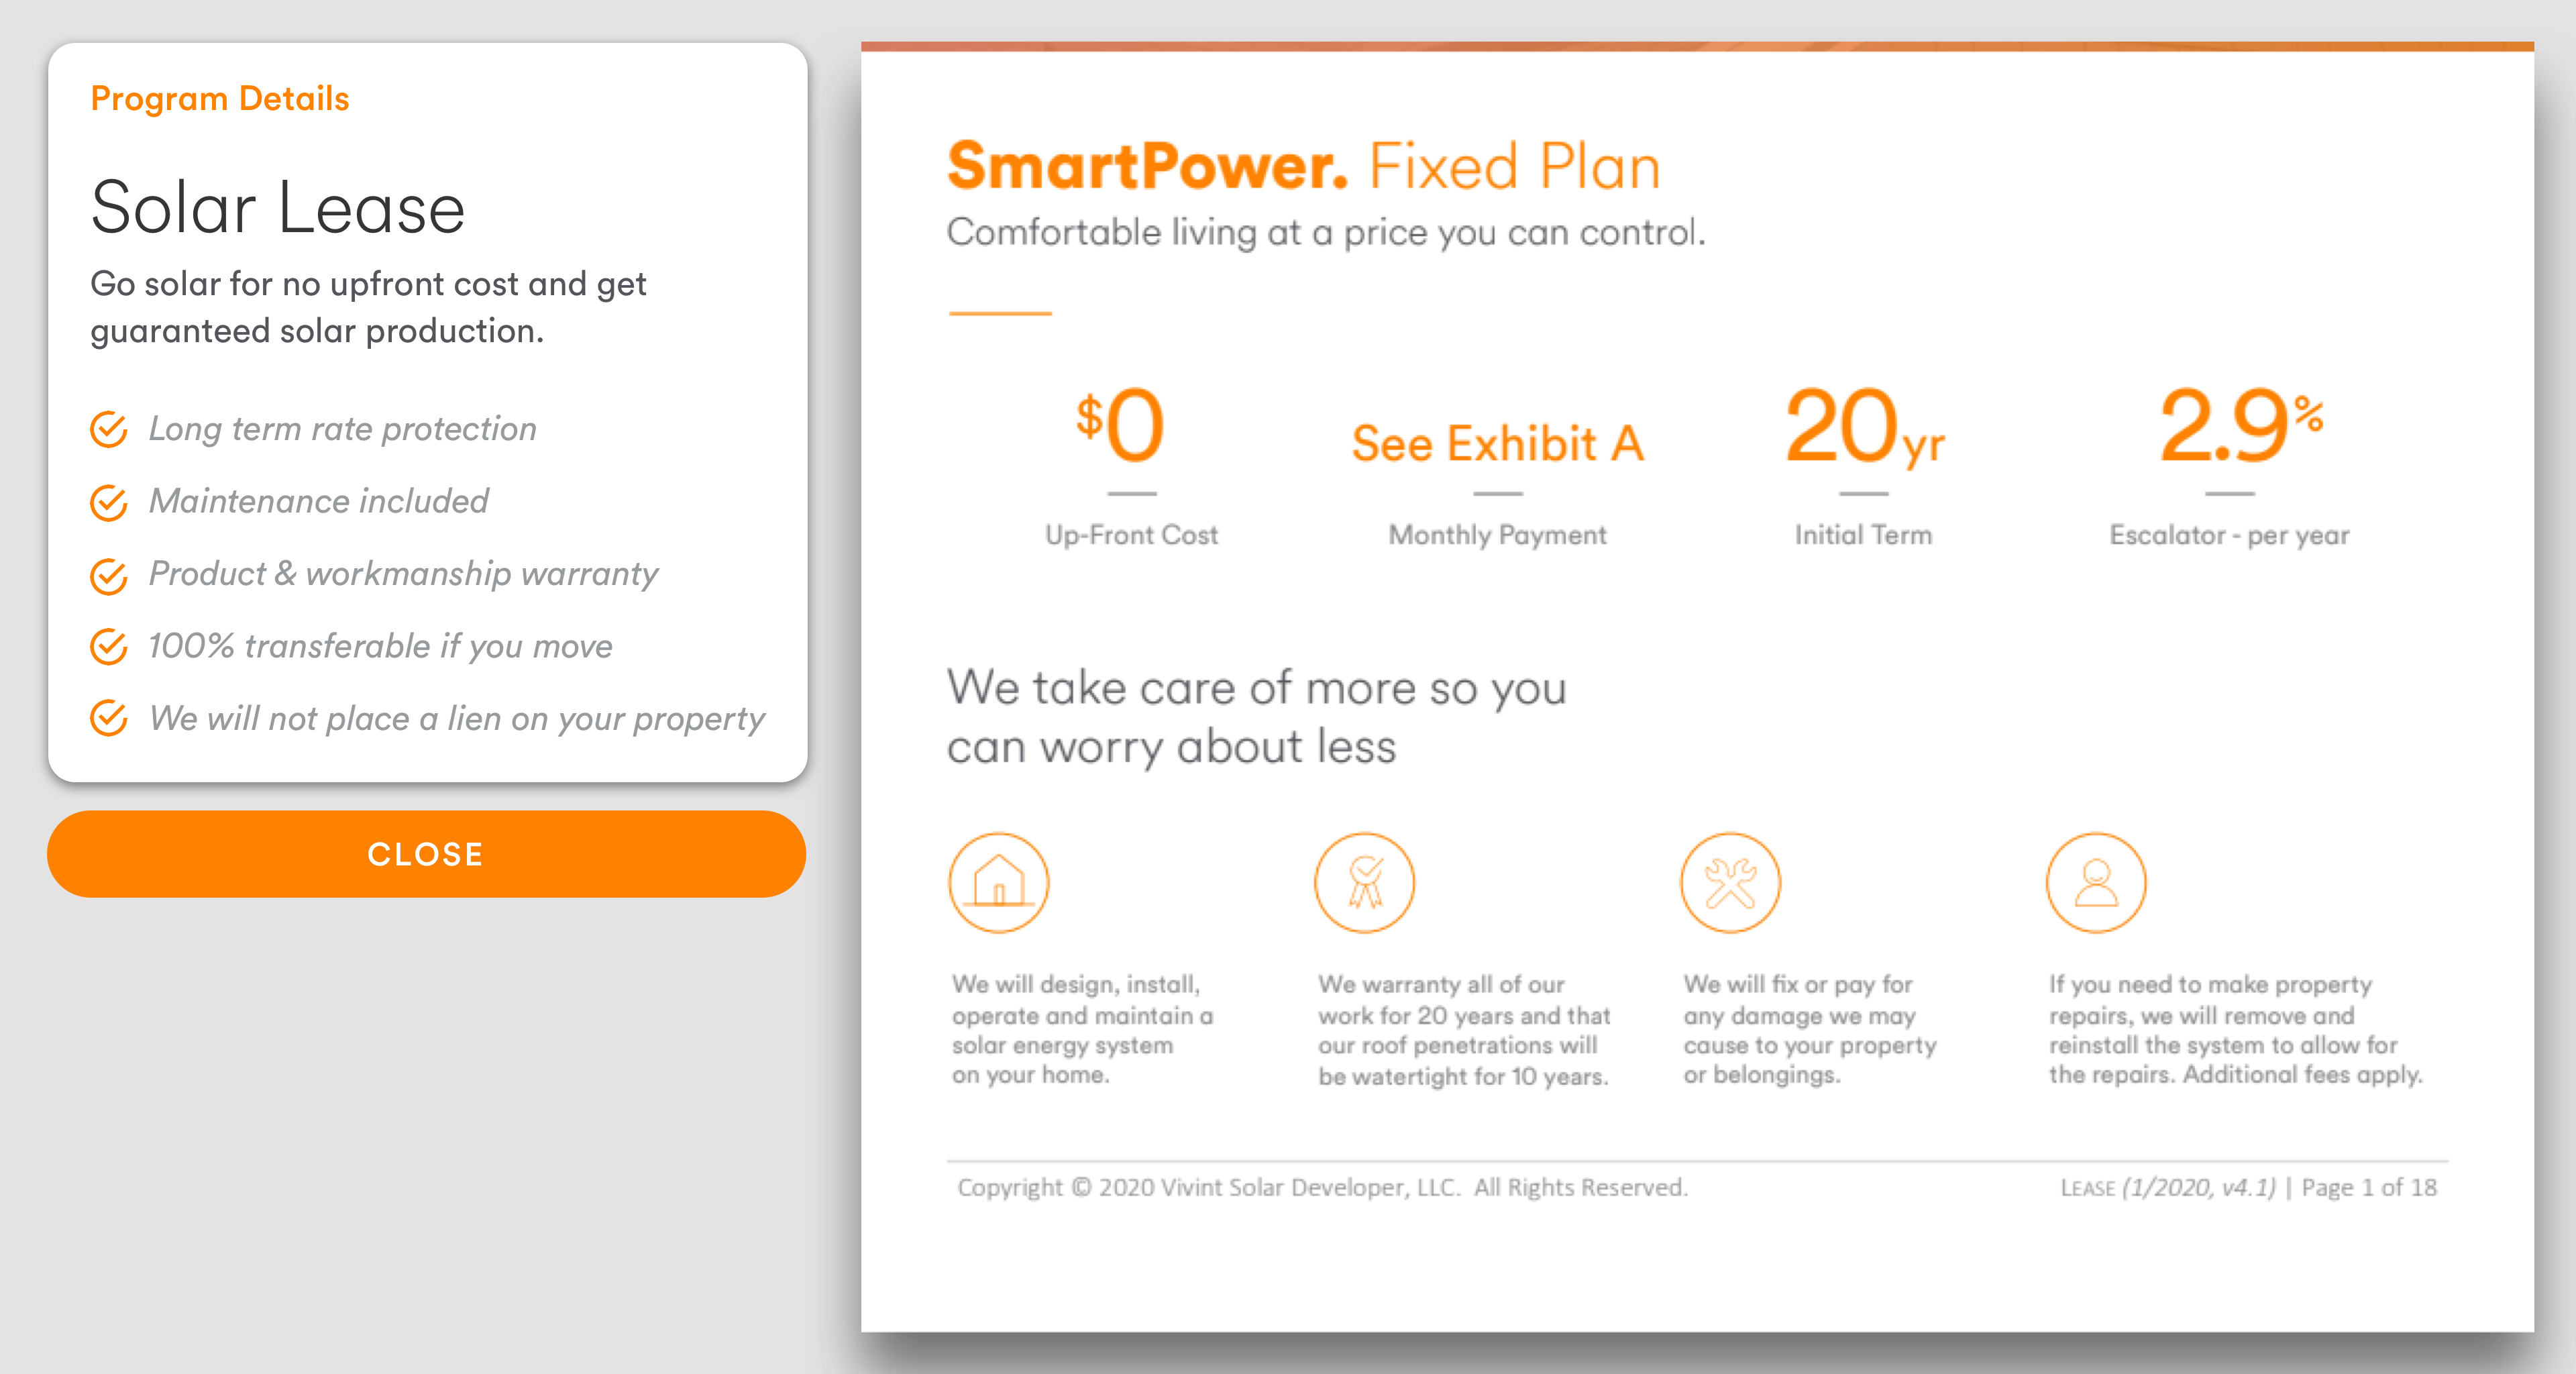 Program Details
Solar Lease
Go solar for no upfront cost and get
guaranteed solar production.
Long term rate protection
Maintenance included
Product & workmanship warranty
100% transferable if you move
We will not place a lien on your property
CLOSE
SmartPower. Fixed Plan
Comfortable living at a price you can control.
$0
Up-Front Cost
See Exhibit A
Monthly Payment
20yr
Initial Term
2.9%
Escalator - per year
We take care of more so you
can worry about less
We will design, install,
operate and maintain a
solar energy system
on your home.
We warranty all of our
work for 20 years and that
our roof penetrations will
be watertight for 10 years.
We will fix or pay for
any damage we may
cause to your property
or belongings.
If you need to make property
repairs, we will remove and
reinstall the system to allow for
the repairs. Additional fees apply.
Copyright © 2020 Vivint Solar Developer, LLC.  All Rights Reserved.
LEASE (1/2020, v4.1) | Page 1 of 18